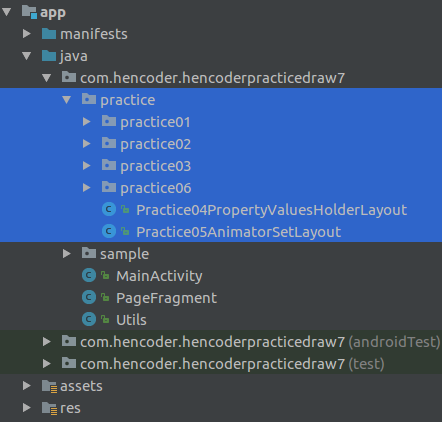 app
manifests
java
com.hencoder.hencoderpracticedraw7
practice
practice01
practice02
practice03
practice06
Practice04PropertyValuesHolderLayout
Practice05AnimatorSetLayout
sample
MainActivity
PageFragment
Utils
com.hencoder.hencoderpracticedraw7 (androidTest)
com.hencoder.hencoderpracticedraw7 (test)
assets
res